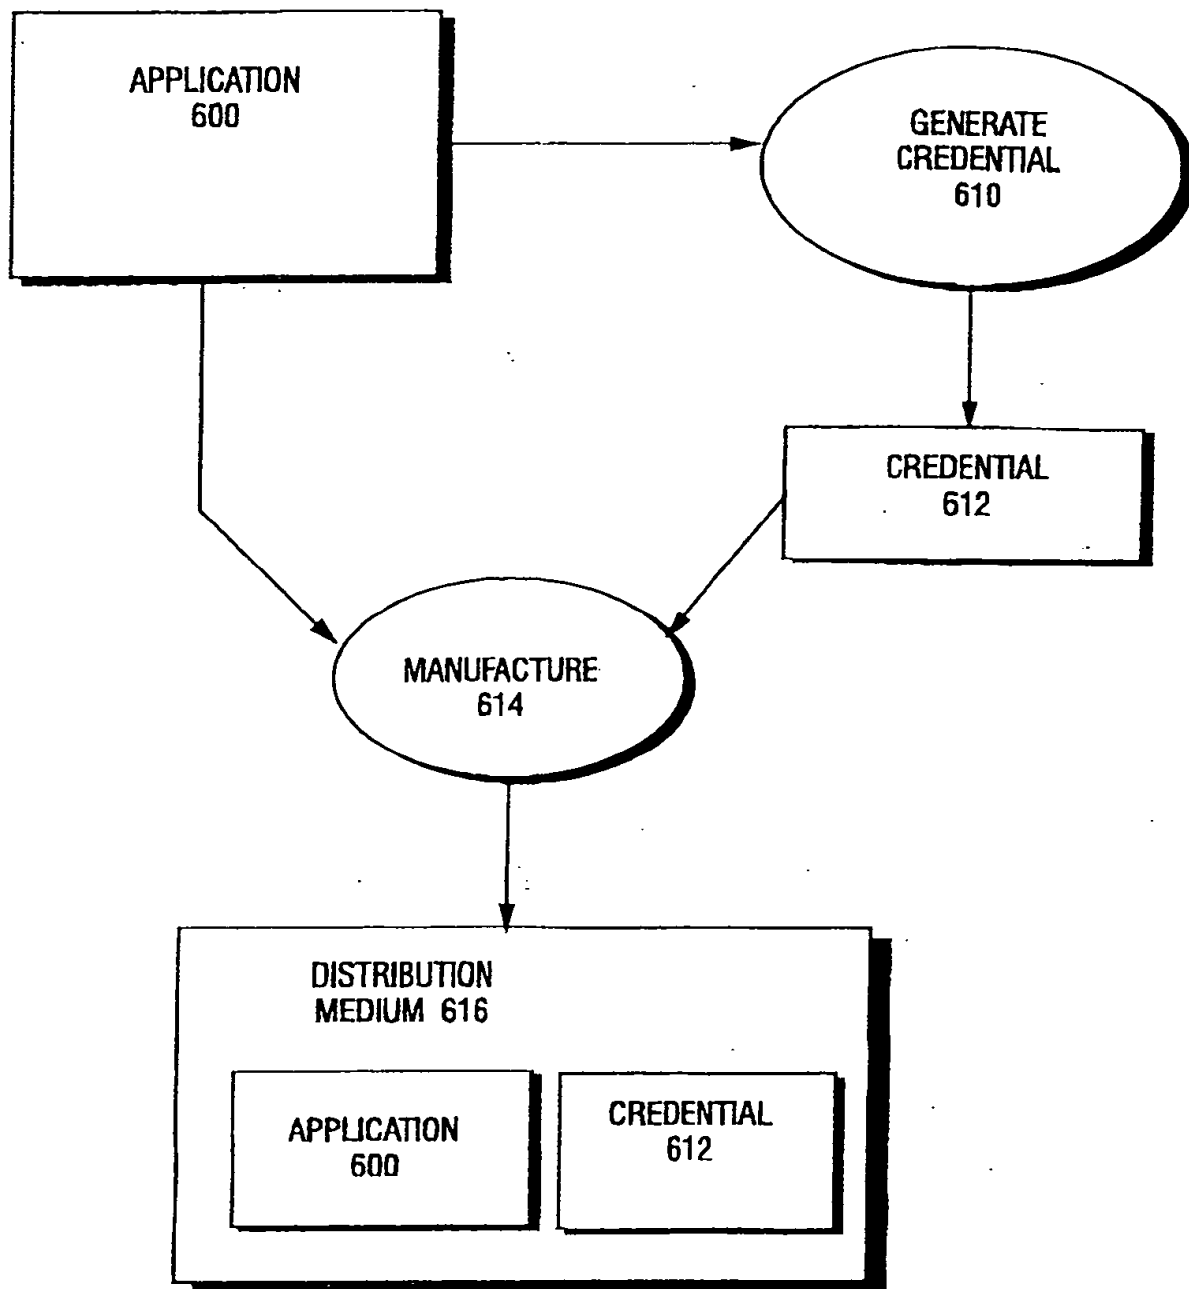 APPLICATION
600
GENERATE
CREDENTIAL
610
CREDENTIAL
612
MANUFACTURE
614
DISTRIBUTION
MEDIUM 616
APPLICATION
600
CREDENTIAL
612